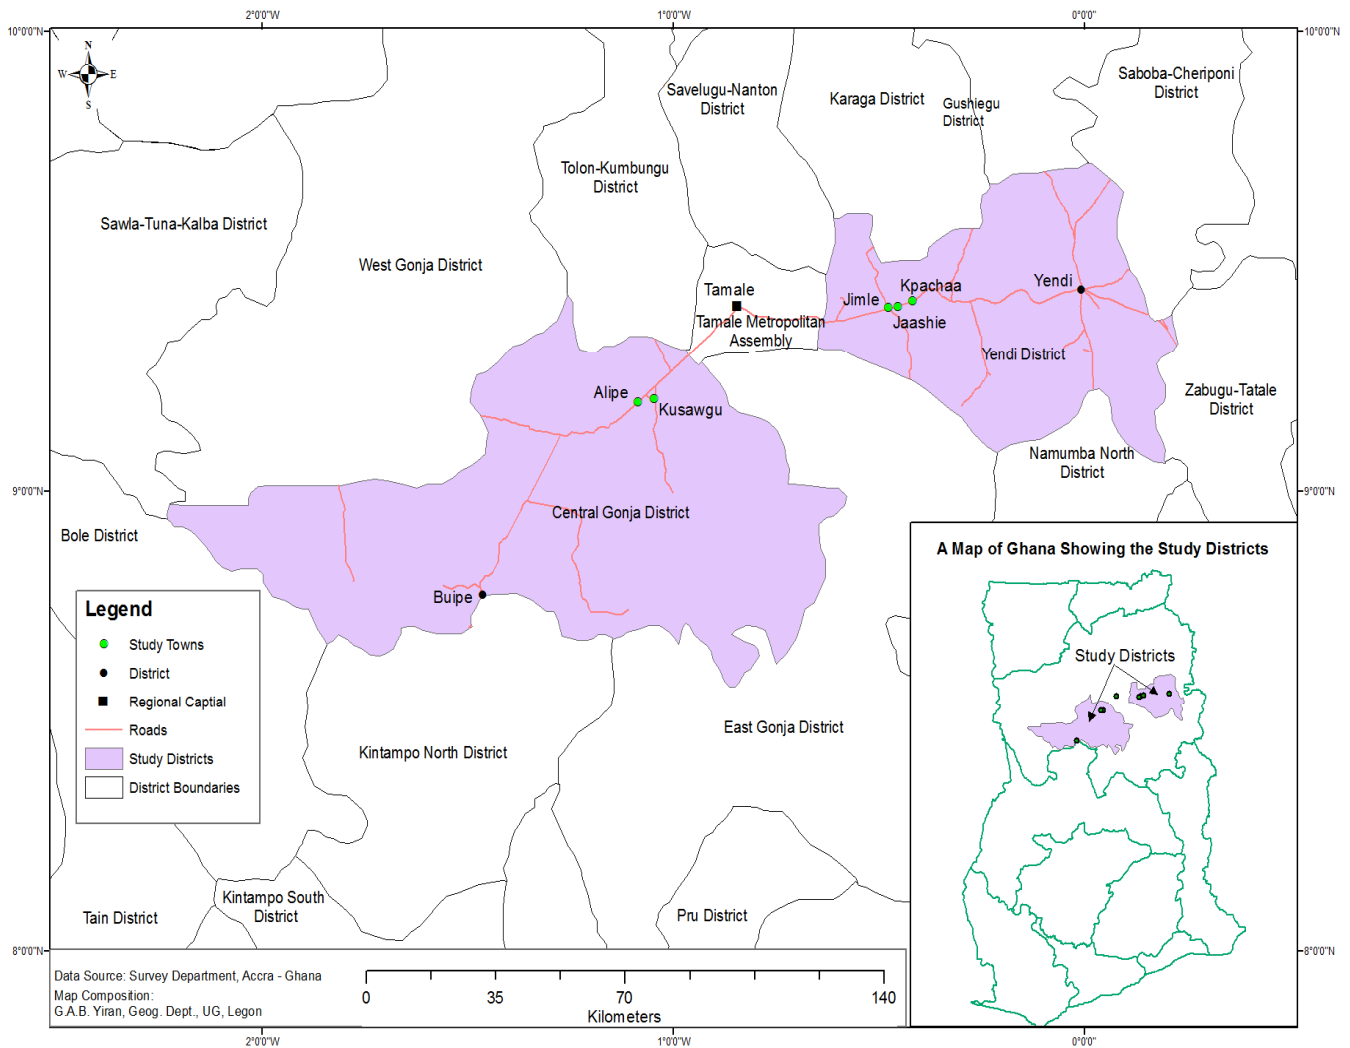 2°0'0"W
1°0'0"W
0°0'0"
10°0'0"N
10°0'0"N
N
W
E
S
Saboba-Cheriponi
District
Savelugu-Nanton
District
Karaga District
Gushiegu
District
Tolon-Kumbungu
District
Sawla-Tuna-Kalba District
West Gonja District
Tamale
Kpachaa
Yendi
Jimle
Jaashie
Tamale Metropolitan
Assembly
Yendi District
Alipe
Kusawgu
Zabugu-Tatale
District
Namumba North
District
9°0'0"N
9°0'0"N
Central Gonja District
Bole District
Buipe
East Gonja District
Kintampo North District
Kintampo South
District
Tain District
Pru District
Legend
Study Towns
District
Regional Captial
Roads
Study Districts
District Boundaries
A Map of Ghana Showing the Study Districts
Study Districts
8°0'0"N
8°0'0"N
Data Source: Survey Department, Accra - Ghana
Map Composition:
G.A.B. Yiran, Geog. Dept., UG, Legon
0
35
70
140
Kilometers
2°0'0"W
1°0'0"W
0°0'0"